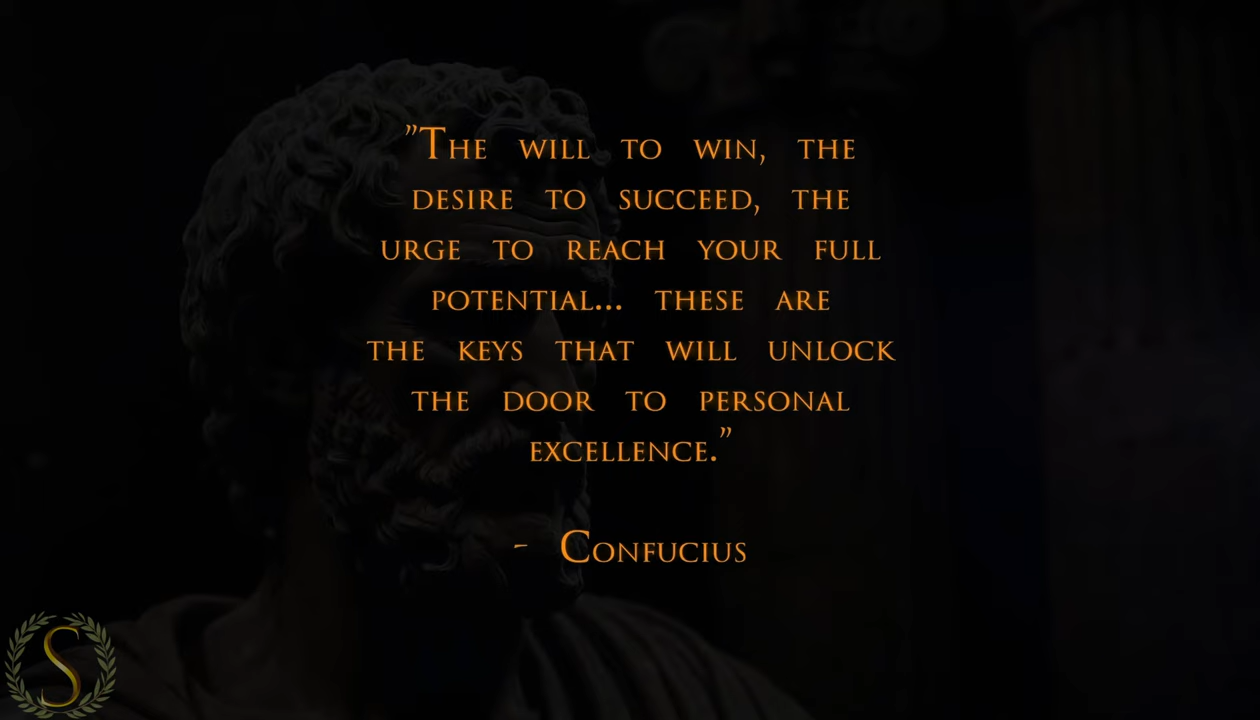 "The will to win, the
desire to succeed, the
urge to reach your full
potential... these are
the keys that will unlock
the door to personal
excellence."
- Confucius
S